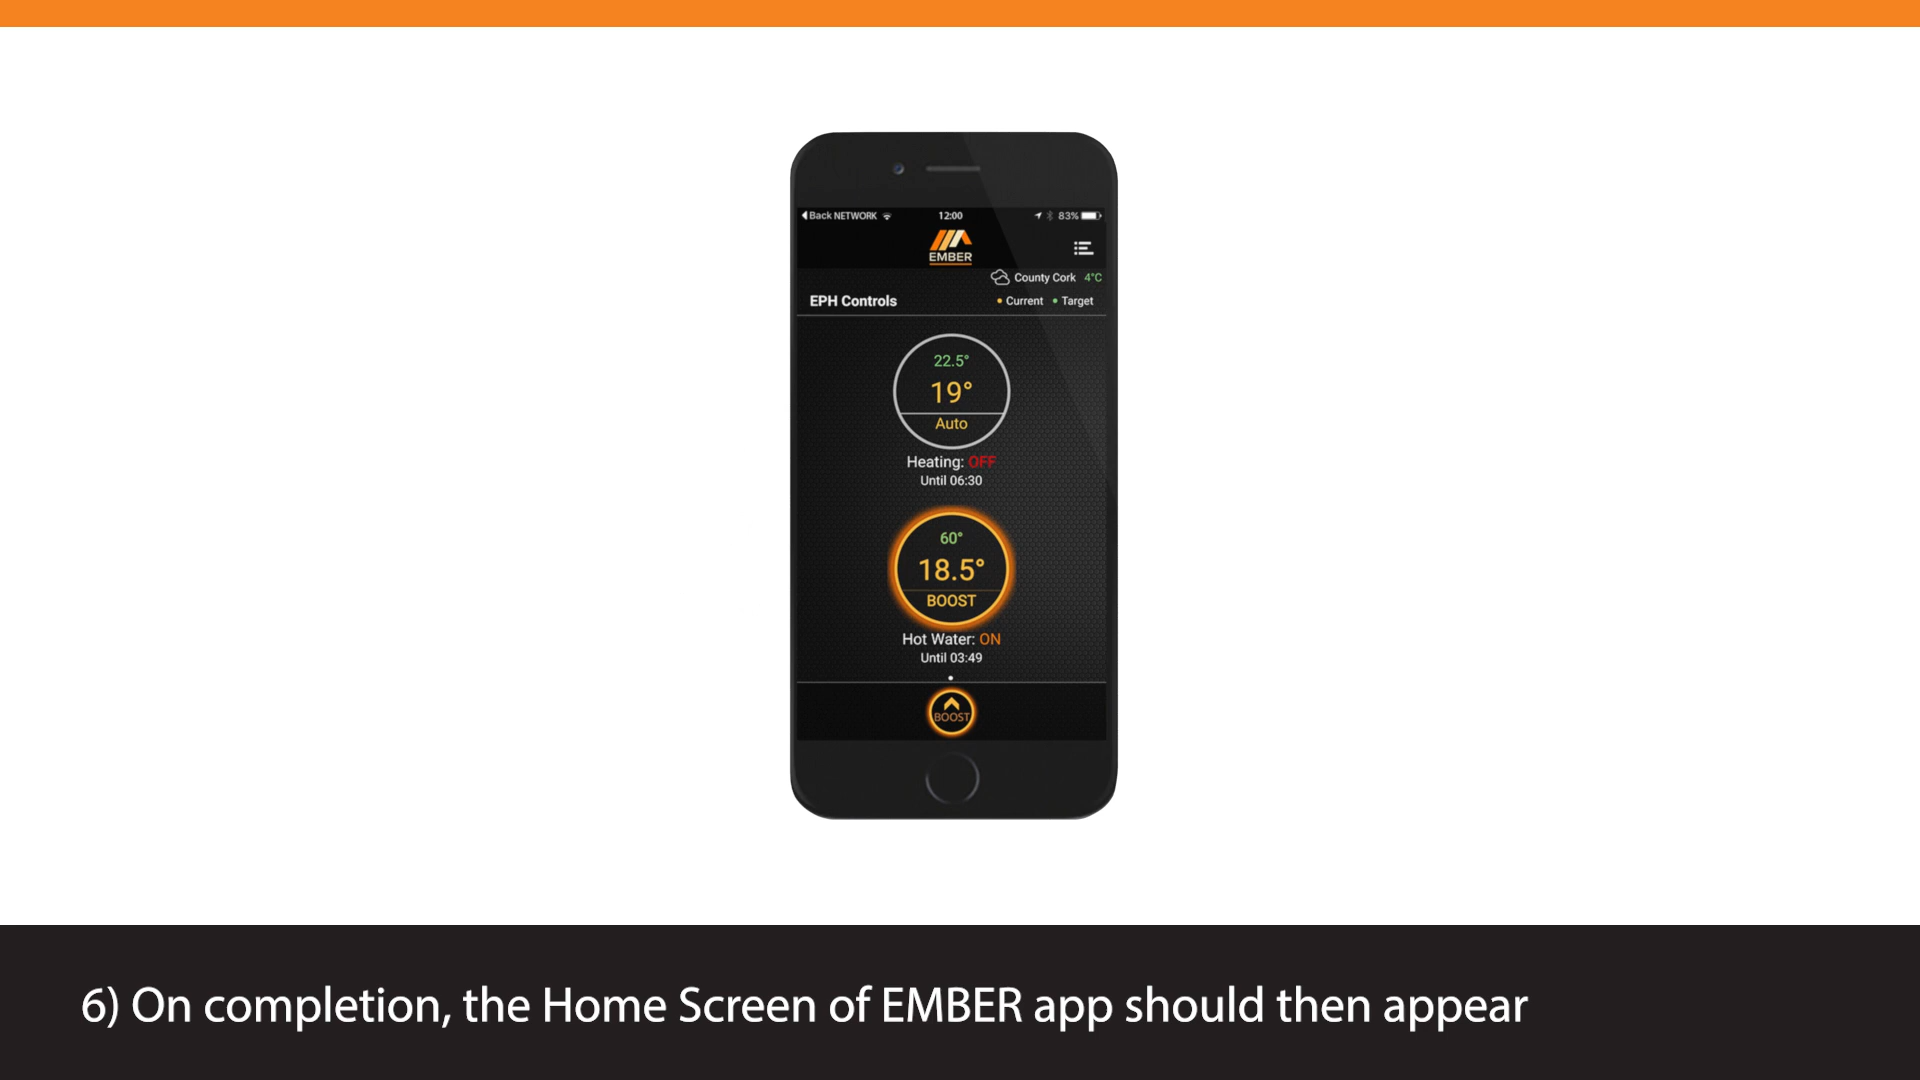 Back NETWORK 12:00 83%
EMBER
County Cork 4°C
EPH Controls • Current • Target
22.5°
19°
Auto
Heating: OFF
Until 06:30
60°
18.5°
BOOST
Hot Water: ON
Until 03:49
BOOST
6) On completion, the Home Screen of EMBER app should then appear